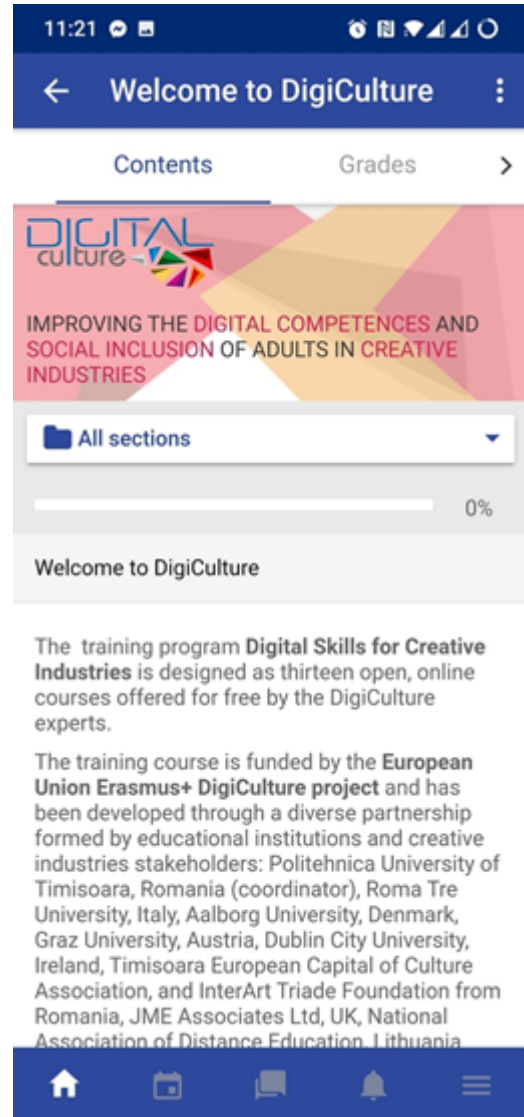 11:21
Welcome to DigiCulture
Contents Grades
DIGITAL
culture
IMPROVING THE DIGITAL COMPETENCES AND
SOCIAL INCLUSION OF ADULTS IN CREATIVE
INDUSTRIES
All sections
0%
Welcome to DigiCulture
The training program Digital Skills for Creative
Industries is designed as thirteen open, online
courses offered for free by the DigiCulture
experts.
The training course is funded by the European
Union Erasmus+ DigiCulture project and has
been developed through a diverse partnership
formed by educational institutions and creative
industries stakeholders: Politehnica University of
Timisoara, Romania (coordinator), Roma Tre
University, Italy, Aalborg University, Denmark,
Graz University, Austria, Dublin City University,
Ireland, Timisoara European Capital of Culture
Association, and InterArt Triade Foundation from
Romania, JME Associates Ltd, UK, National
Association of Distance Education, Lithuania